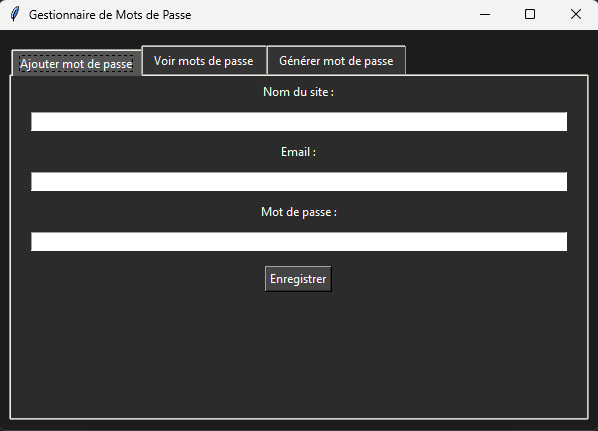 Gestionnaire de Mots de Passe
Ajouter mot de passe
Voir mots de passe
Générer mot de passe
Nom du site :
Email :
Mot de passe :
Enregistrer